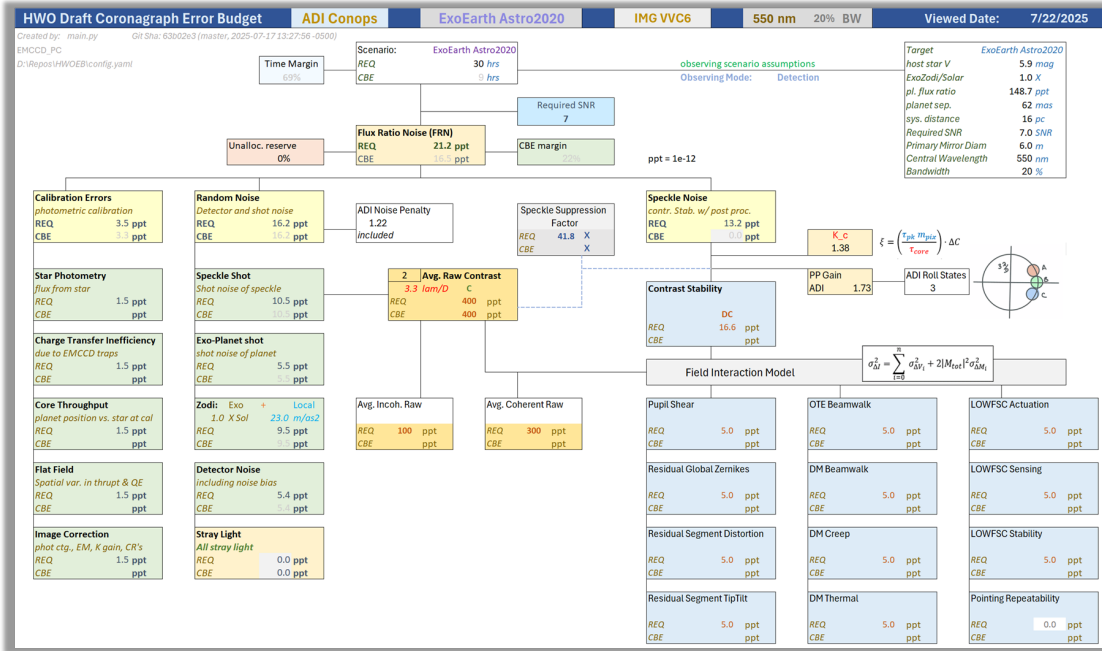 HWO Draft Coronagraph Error Budget ADI Conops ExoEarth Astro2020 IMG VVC6 550 nm 20% BW Viewed Date: 7/22/2025
Created by: main.py Git Sha: 63b02e3 (master, 2025-07-17 13:27:56 -0500)
EMCCD_PC
D:\Repos\HWOEB\config.yaml
Time Margin
69%
Scenario: ExoEarth Astro2020
REQ 30 hrs
CBE 9 hrs
observing scenario assumptions
Observing Mode: Detection
Target ExoEarth Astro2020
host star V 5.9 mag
ExoZodi/Solar 1.0 X
pl. flux ratio 148.7 ppt
planet sep. 62 mas
sys. distance 16 pc
Required SNR 7.0 SNR
Primary Mirror Diam 6.0 m
Central Wavelength 550 nm
Bandwidth 20 %
Required SNR
7
Unalloc. reserve
0%
Flux Ratio Noise (FRN)
REQ 21.2 ppt
CBE 16.5 ppt
CBE margin
22%
ppt = 1e-12
Calibration Errors
photometric calibration
REQ 3.5 ppt
CBE 3.3 ppt
Random Noise
Detector and shot noise
REQ 16.2 ppt
CBE 16.2 ppt
ADI Noise Penalty
1.22
included
Speckle Suppression
Factor
REQ 41.8 X
CBE X
Speckle Noise
contr. Stab. w/ post proc.
REQ 13.2 ppt
CBE 0.0 ppt
K_c
1.38
ξ = (τpk mpix / τcore) · ΔC
PP Gain
ADI 1.73
ADI Roll States
3
A
B
C
Star Photometry
flux from star
REQ 1.5 ppt
CBE ppt
Speckle Shot
Shot noise of speckle
REQ 10.5 ppt
CBE 10.5 ppt
2 Avg. Raw Contrast
3.3 lam/D C
REQ 400 ppt
CBE 400 ppt
Contrast Stability
DC
REQ 16.6 ppt
CBE ppt
Charge Transfer Inefficiency
due to EMCCD traps
REQ 1.5 ppt
CBE ppt
Exo-Planet shot
shot noise of planet
REQ 5.5 ppt
CBE 5.5 ppt
Field Interaction Model
σ²ΔI = Σ σ²ΔVi + 2|Mtot|²σ²ΔMi
n
i=0
Core Throughput
planet position vs. star at cal
REQ 1.5 ppt
CBE ppt
Zodi: Exo + Local
1.0 X Sol 23.0 m/as2
REQ 9.5 ppt
CBE 9.5 ppt
Avg. Incoh. Raw
REQ 100 ppt
CBE ppt
Avg. Coherent Raw
REQ 300 ppt
CBE ppt
Pupil Shear
REQ 5.0 ppt
CBE ppt
OTE Beamwalk
REQ 5.0 ppt
CBE ppt
LOWFSC Actuation
REQ 5.0 ppt
CBE ppt
Flat Field
Spatial var. in thrupt & QE
REQ 1.5 ppt
CBE ppt
Detector Noise
including noise bias
REQ 5.4 ppt
CBE 5.4 ppt
Residual Global Zernikes
REQ 5.0 ppt
CBE ppt
DM Beamwalk
REQ 5.0 ppt
CBE ppt
LOWFSC Sensing
REQ 5.0 ppt
CBE ppt
Image Correction
phot ctg., EM, K gain, CR's
REQ 1.5 ppt
CBE ppt
Stray Light
All stray light
REQ 0.0 ppt
CBE 0.0 ppt
Residual Segment Distortion
REQ 5.0 ppt
CBE ppt
DM Creep
REQ 5.0 ppt
CBE ppt
LOWFSC Stability
REQ 5.0 ppt
CBE ppt
Residual Segment TipTilt
REQ 5.0 ppt
CBE ppt
DM Thermal
REQ 5.0 ppt
CBE ppt
Pointing Repeatability
REQ 0.0 ppt
CBE ppt